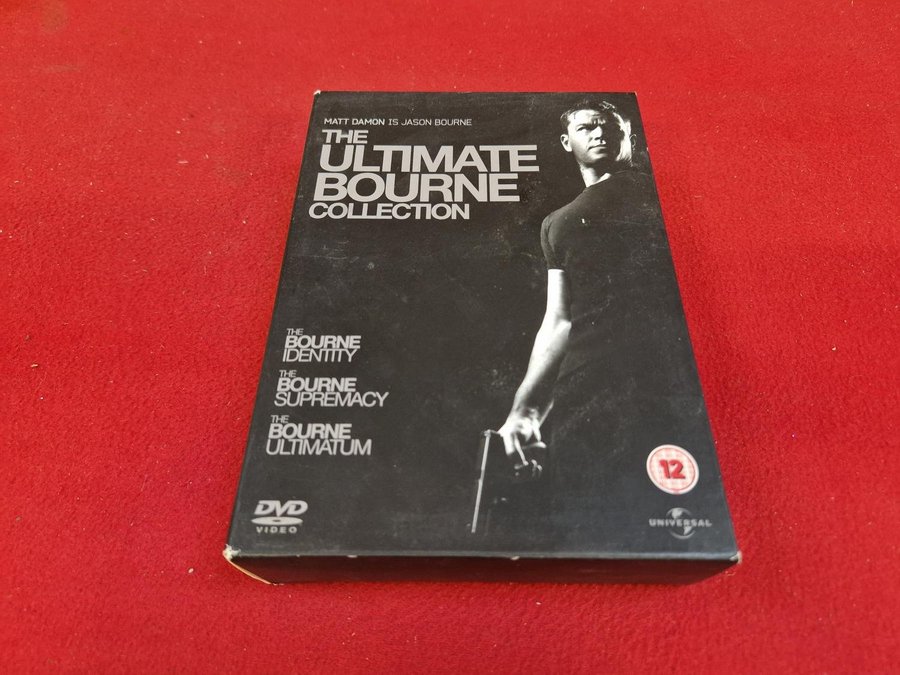 MATT DAMON IS JASON BOURNE
THE
ULTIMATE
BOURNE
COLLECTION
THE
BOURNE
IDENTITY
THE
BOURNE
SUPREMACY
THE
BOURNE
ULTIMATUM
DVD
VIDEO
12
UNIVERSAL